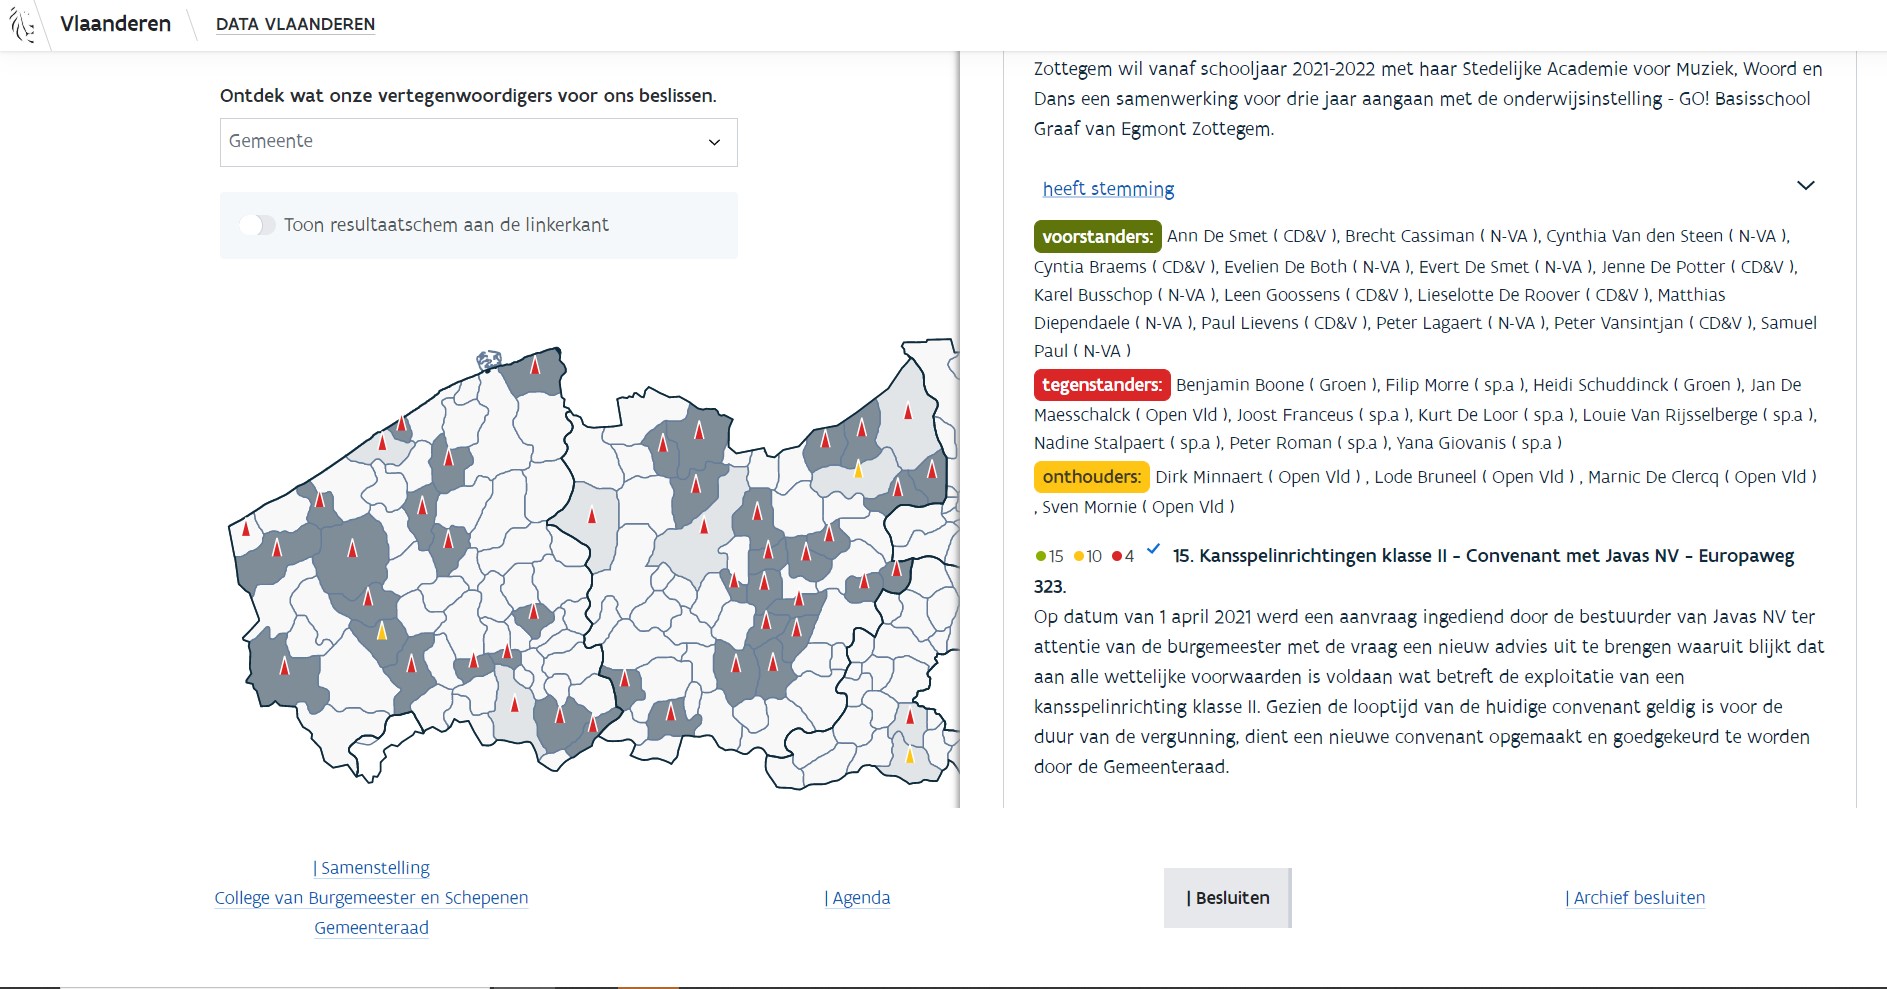 Vlaanderen
DATA VLAANDEREN
Ontdek wat onze vertegenwoordigers voor ons beslissen.
Gemeente
Toon resultaatschem aan de linkerkant
Zottegem wil vanaf schooljaar 2021-2022 met haar Stedelijke Academie voor Muziek, Woord en
Dans een samenwerking voor drie jaar aangaan met de onderwijsinstelling - GO! Basisschool
Graaf van Egmont Zottegem.
heeft stemming
voorstanders: Ann De Smet ( CD&V ), Brecht Cassiman ( N-VA ), Cynthia Van den Steen ( N-VA ),
Cyntia Braems ( CD&V ), Evelien De Both ( N-VA ), Evert De Smet ( N-VA ), Jenne De Potter ( CD&V ),
Karel Busschop ( N-VA ), Leen Goossens ( CD&V ), Lieselotte De Roover ( CD&V ), Matthias
Diependaele ( N-VA ), Paul Lievens ( CD&V ), Peter Lagaert ( N-VA ), Peter Vansintjan ( CD&V ), Samuel
Paul ( N-VA )
tegenstanders: Benjamin Boone ( Groen ), Filip Morre ( sp.a ), Heidi Schuddinck ( Groen ), Jan De
Maesschalck ( Open Vld ), Joost Franceus ( sp.a ), Kurt De Loor ( sp.a ), Louie Van Rijsselberge ( sp.a ),
Nadine Stalpaert ( sp.a ), Peter Roman ( sp.a ), Yana Giovanis ( sp.a )
onthouders: Dirk Minnaert ( Open Vld ) , Lode Bruneel ( Open Vld ) , Marnic De Clercq ( Open Vld )
, Sven Mornie ( Open Vld )
15 10 4 15. Kansspelinrichtingen klasse II - Convenant met Javas NV - Europaweg
323.
Op datum van 1 april 2021 werd een aanvraag ingediend door de bestuurder van Javas NV ter
attentie van de burgemeester met de vraag een nieuw advies uit te brengen waaruit blijkt dat
aan alle wettelijke voorwaarden is voldaan wat betreft de exploitatie van een
kansspelinrichting klasse II. Gezien de looptijd van de huidige convenant geldig is voor de
duur van de vergunning, dient een nieuwe convenant opgemaakt en goedgekeurd te worden
door de Gemeenteraad.
| Samenstelling
College van Burgemeester en Schepenen
Gemeenteraad
| Agenda
| Besluiten
| Archief besluiten